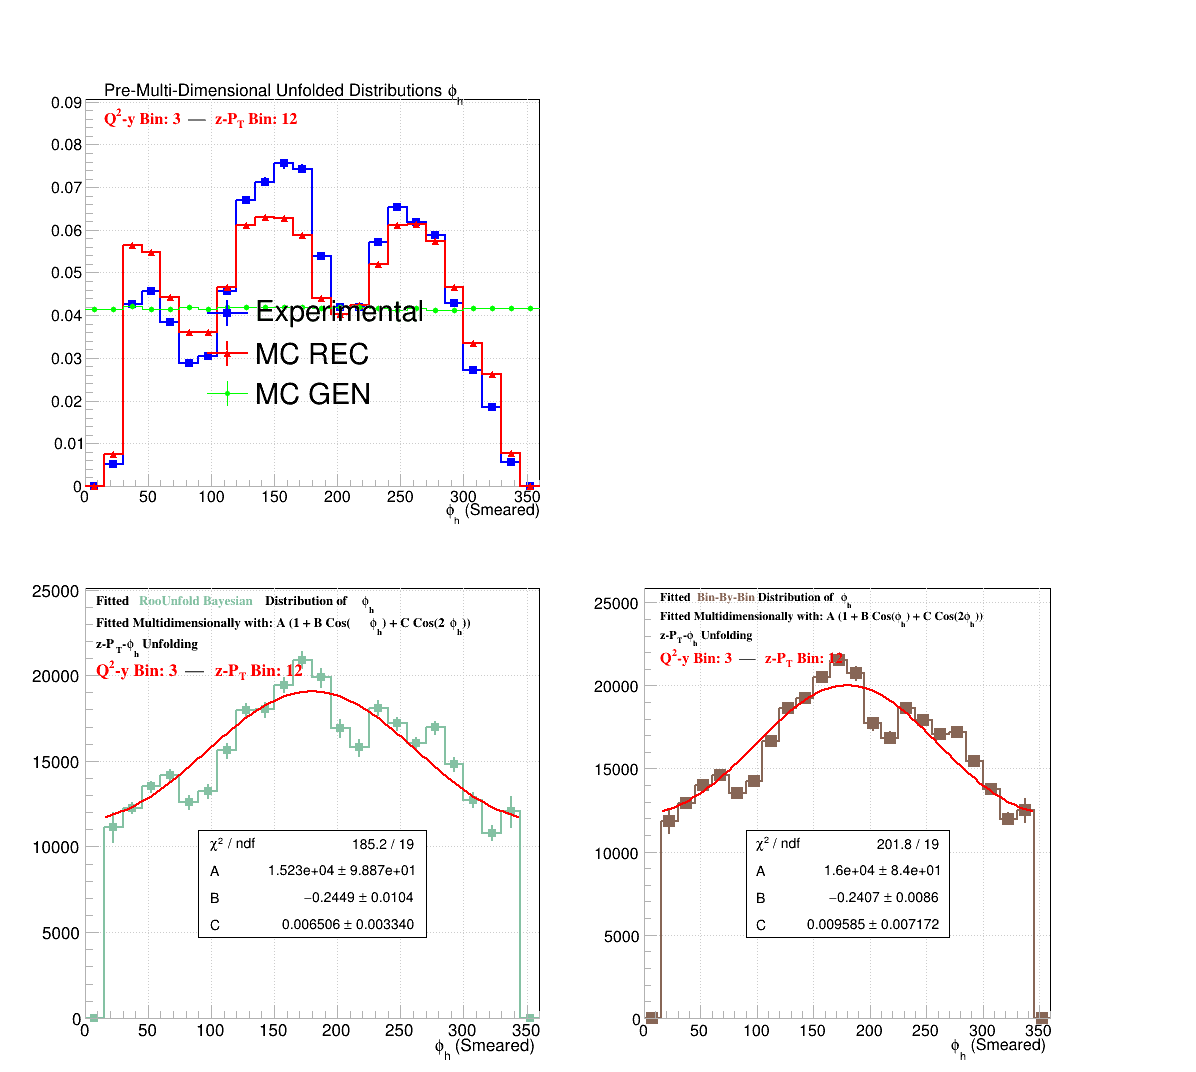 Pre-Multi-Dimensional Unfolded Distributions ϕh
Q²-y Bin: 3 — z-PT Bin: 12
0.09
0.08
0.07
0.06
0.05
0.04
0.03
0.02
0.01
0
Experimental
MC REC
MC GEN
0 50 100 150 200 250 300 350
ϕh (Smeared)
Fitted RooUnfold Bayesian Distribution of ϕh
Fitted Multidimensionally with: A (1 + B Cos( ϕh) + C Cos(2 ϕh))
z-PT-ϕh Unfolding
Q²-y Bin: 3 — z-PT Bin: 12
25000
20000
15000
10000
5000
0
χ² / ndf 185.2 / 19
A 1.523e+04 ± 9.887e+01
B −0.2449 ± 0.0104
C 0.006506 ± 0.003340
0 50 100 150 200 250 300 350
ϕh (Smeared)
Fitted Bin-By-Bin Distribution of ϕh
Fitted Multidimensionally with: A (1 + B Cos(ϕh) + C Cos(2ϕh))
z-PT-ϕh Unfolding
Q²-y Bin: 3 — z-PT Bin: 12
25000
20000
15000
10000
5000
0
χ² / ndf 201.8 / 19
A 1.6e+04 ± 8.4e+01
B −0.2407 ± 0.0086
C 0.009585 ± 0.007172
0 50 100 150 200 250 300 350
ϕh (Smeared)